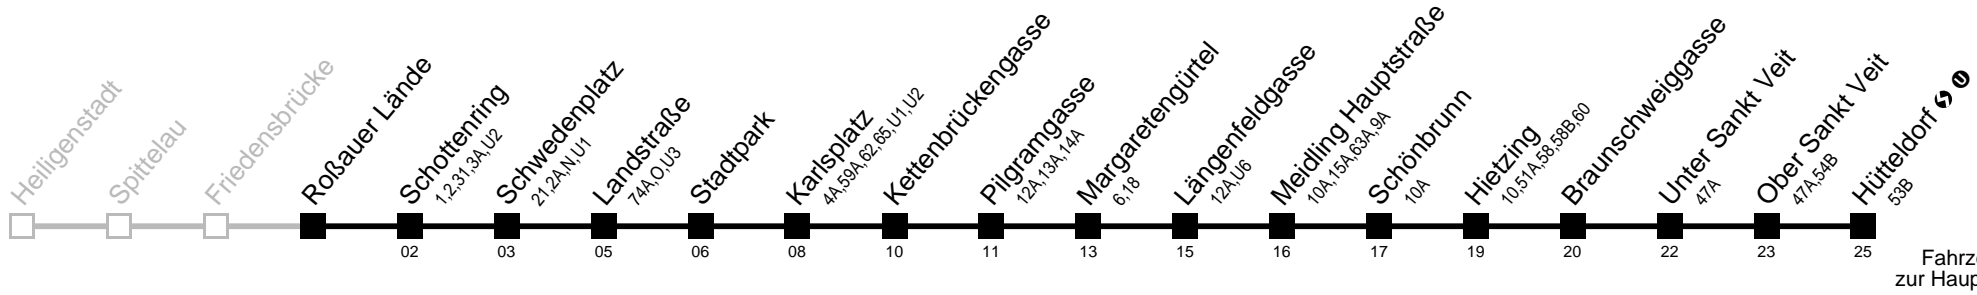 Heiligenstadt
Spittelau
Friedensbrücke
Roßauer Lände
Schottenring
1,2,31,3A,U2
02
Schwedenplatz
21,2A,N,U1
03
Landstraße
74A,O,U3
05
Stadtpark
06
Karlsplatz
4A,59A,62,65,U1,U2
08
Kettenbrückengasse
10
Pilgramgasse
12A,13A,14A
11
Margaretengürtel
6,18
13
Längenfeldgasse
12A,U6
15
Meidling Hauptstraße
10A,15A,63A,9A
16
Schönbrunn
10A
17
Hietzing
10,51A,58,58B,60
19
Braunschweiggasse
20
Unter Sankt Veit
47A
22
Ober Sankt Veit
47A,54B
23
Hütteldorf S U
53B
25
Fahrze
zur Haup